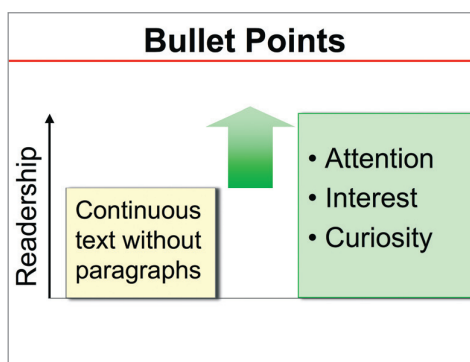 Bullet Points
Readership
Continuous
text without
paragraphs
• Attention
• Interest
• Curiosity